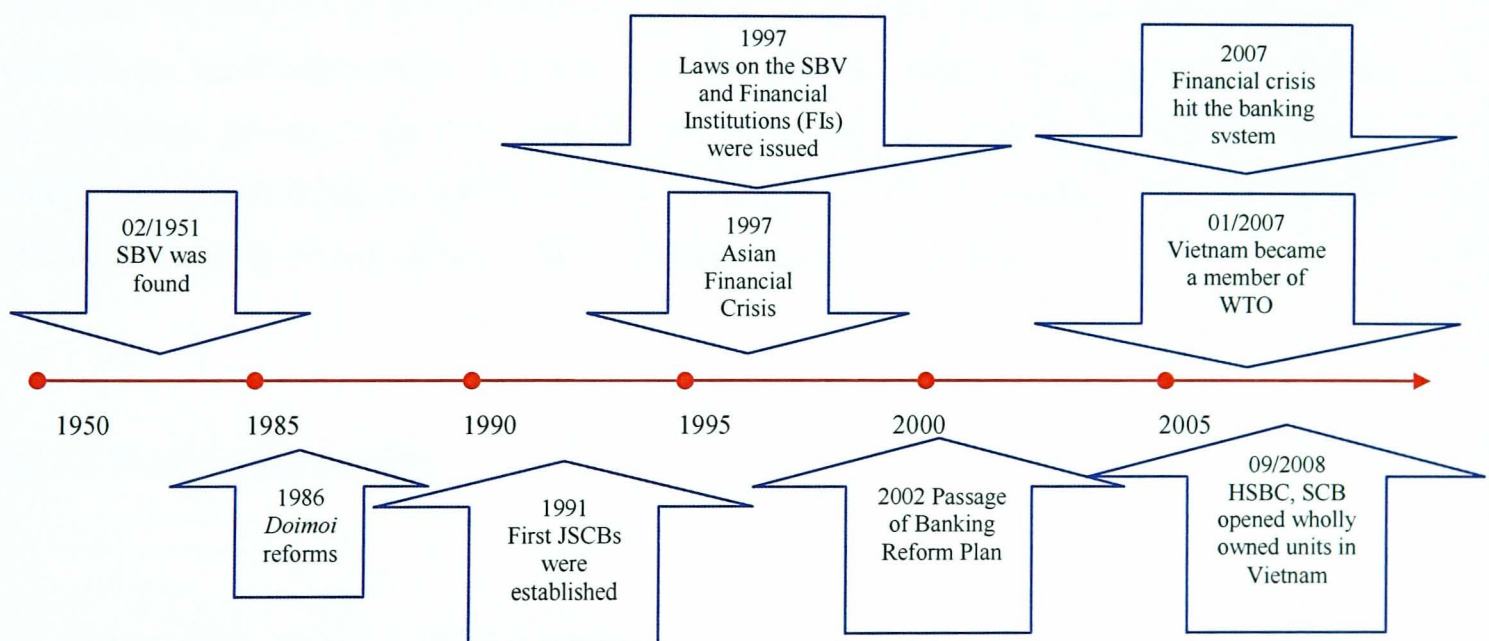 1997
Laws on the SBV
and Financial
Institutions (FIs)
were issued
2007
Financial crisis
hit the banking
system
02/1951
SBV was
found
1997
Asian
Financial
Crisis
01/2007
Vietnam became
a member of
WTO
1950
1985
1990
1995
2000
2005
1986
Doimoi
reforms
1991
First JSCBs
were
established
2002 Passage
of Banking
Reform Plan
09/2008
HSBC, SCB
opened wholly
owned units in
Vietnam